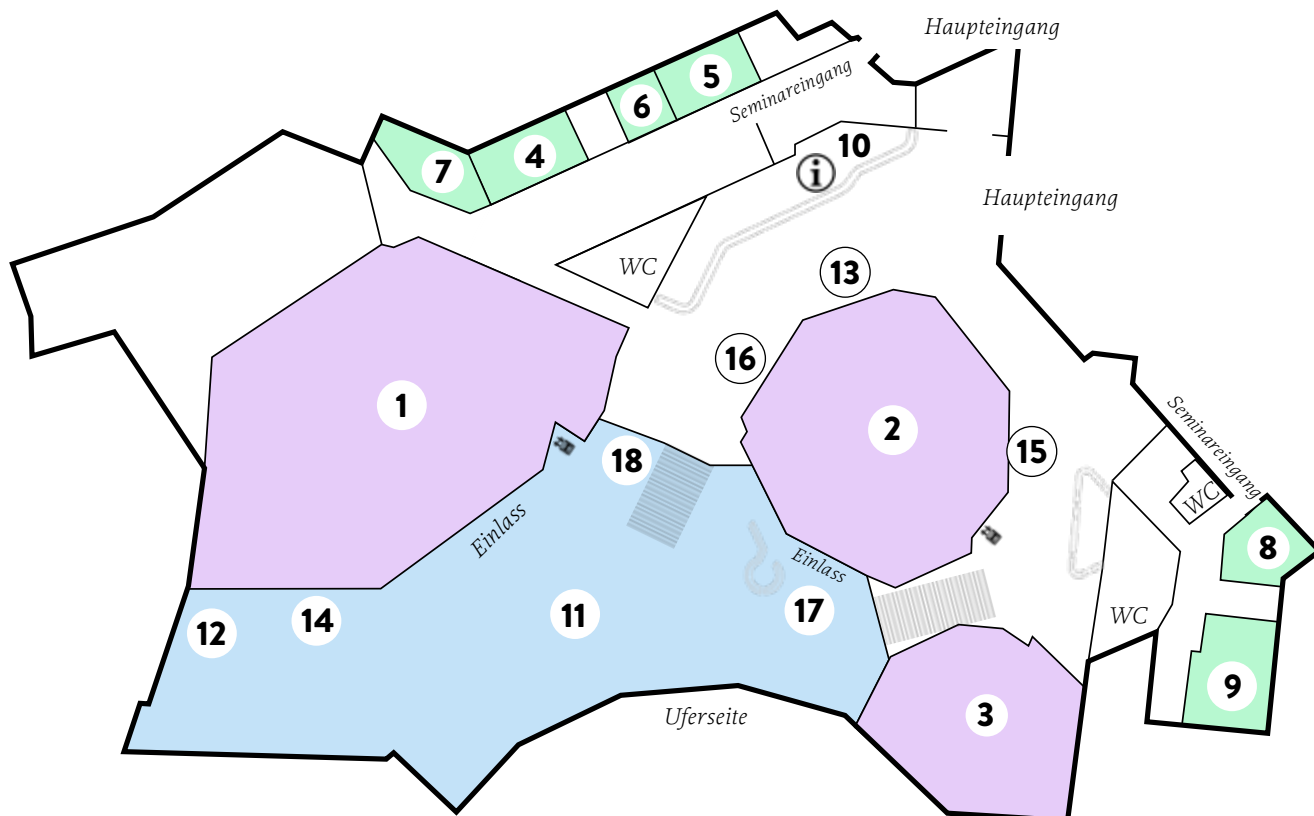 Haupteingang
5
Seminareingang
6
10
4
7
i
Haupteingang
WC
13
16
1
2
Seminareingang
15
18
WC
Einlass
8
Einlass
11
17
14
12
WC
9
Uferseite
3